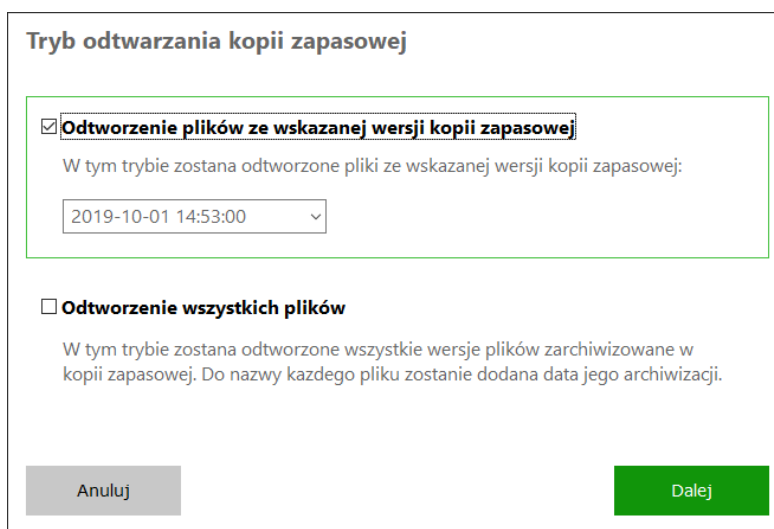 Tryb odtwarzania kopii zapasowej
Odtworzenie plików ze wskazanej wersji kopii zapasowej
W tym trybie zostana odtworzone pliki ze wskazanej wersji kopii zapasowej:
2019-10-01 14:53:00
Odtworzenie wszystkich plików
W tym trybie zostana odtworzone wszystkie wersje plików zarchiwizowane w
kopii zapasowej. Do nazwy kazdego pliku zostanie dodana data jego archiwizacji.
Anuluj
Dalej